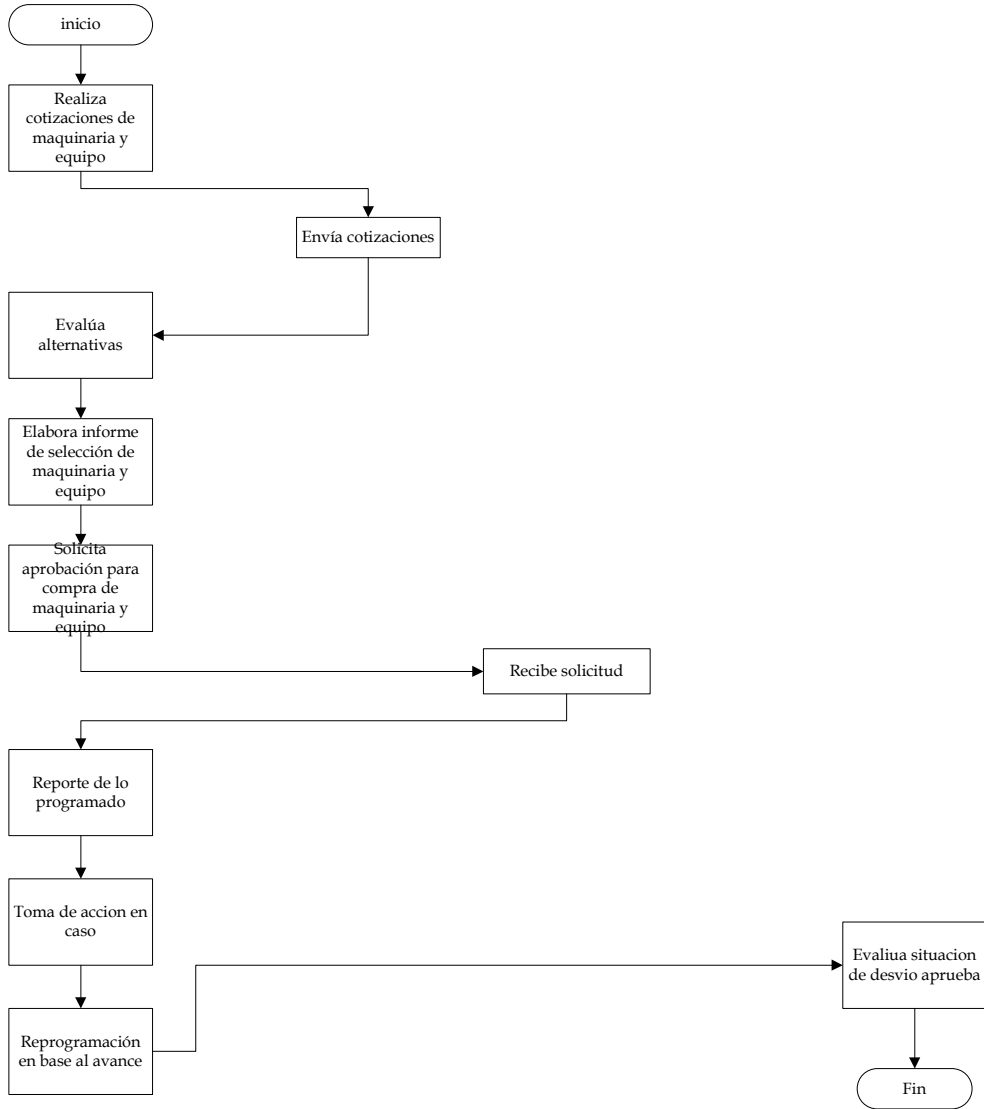 inicio
Realiza
cotizaciones de
maquinaria y
equipo
Envía cotizaciones
Evalúa
alternativas
Elabora informe
de selección de
maquinaria y
equipo
Solicita
aprobación para
compra de
maquinaria y
equipo
Recibe solicitud
Reporte de lo
programado
Toma de accion en
caso
Reprogramación
en base al avance
Evaliua situacion
de desvio aprueba
Fin